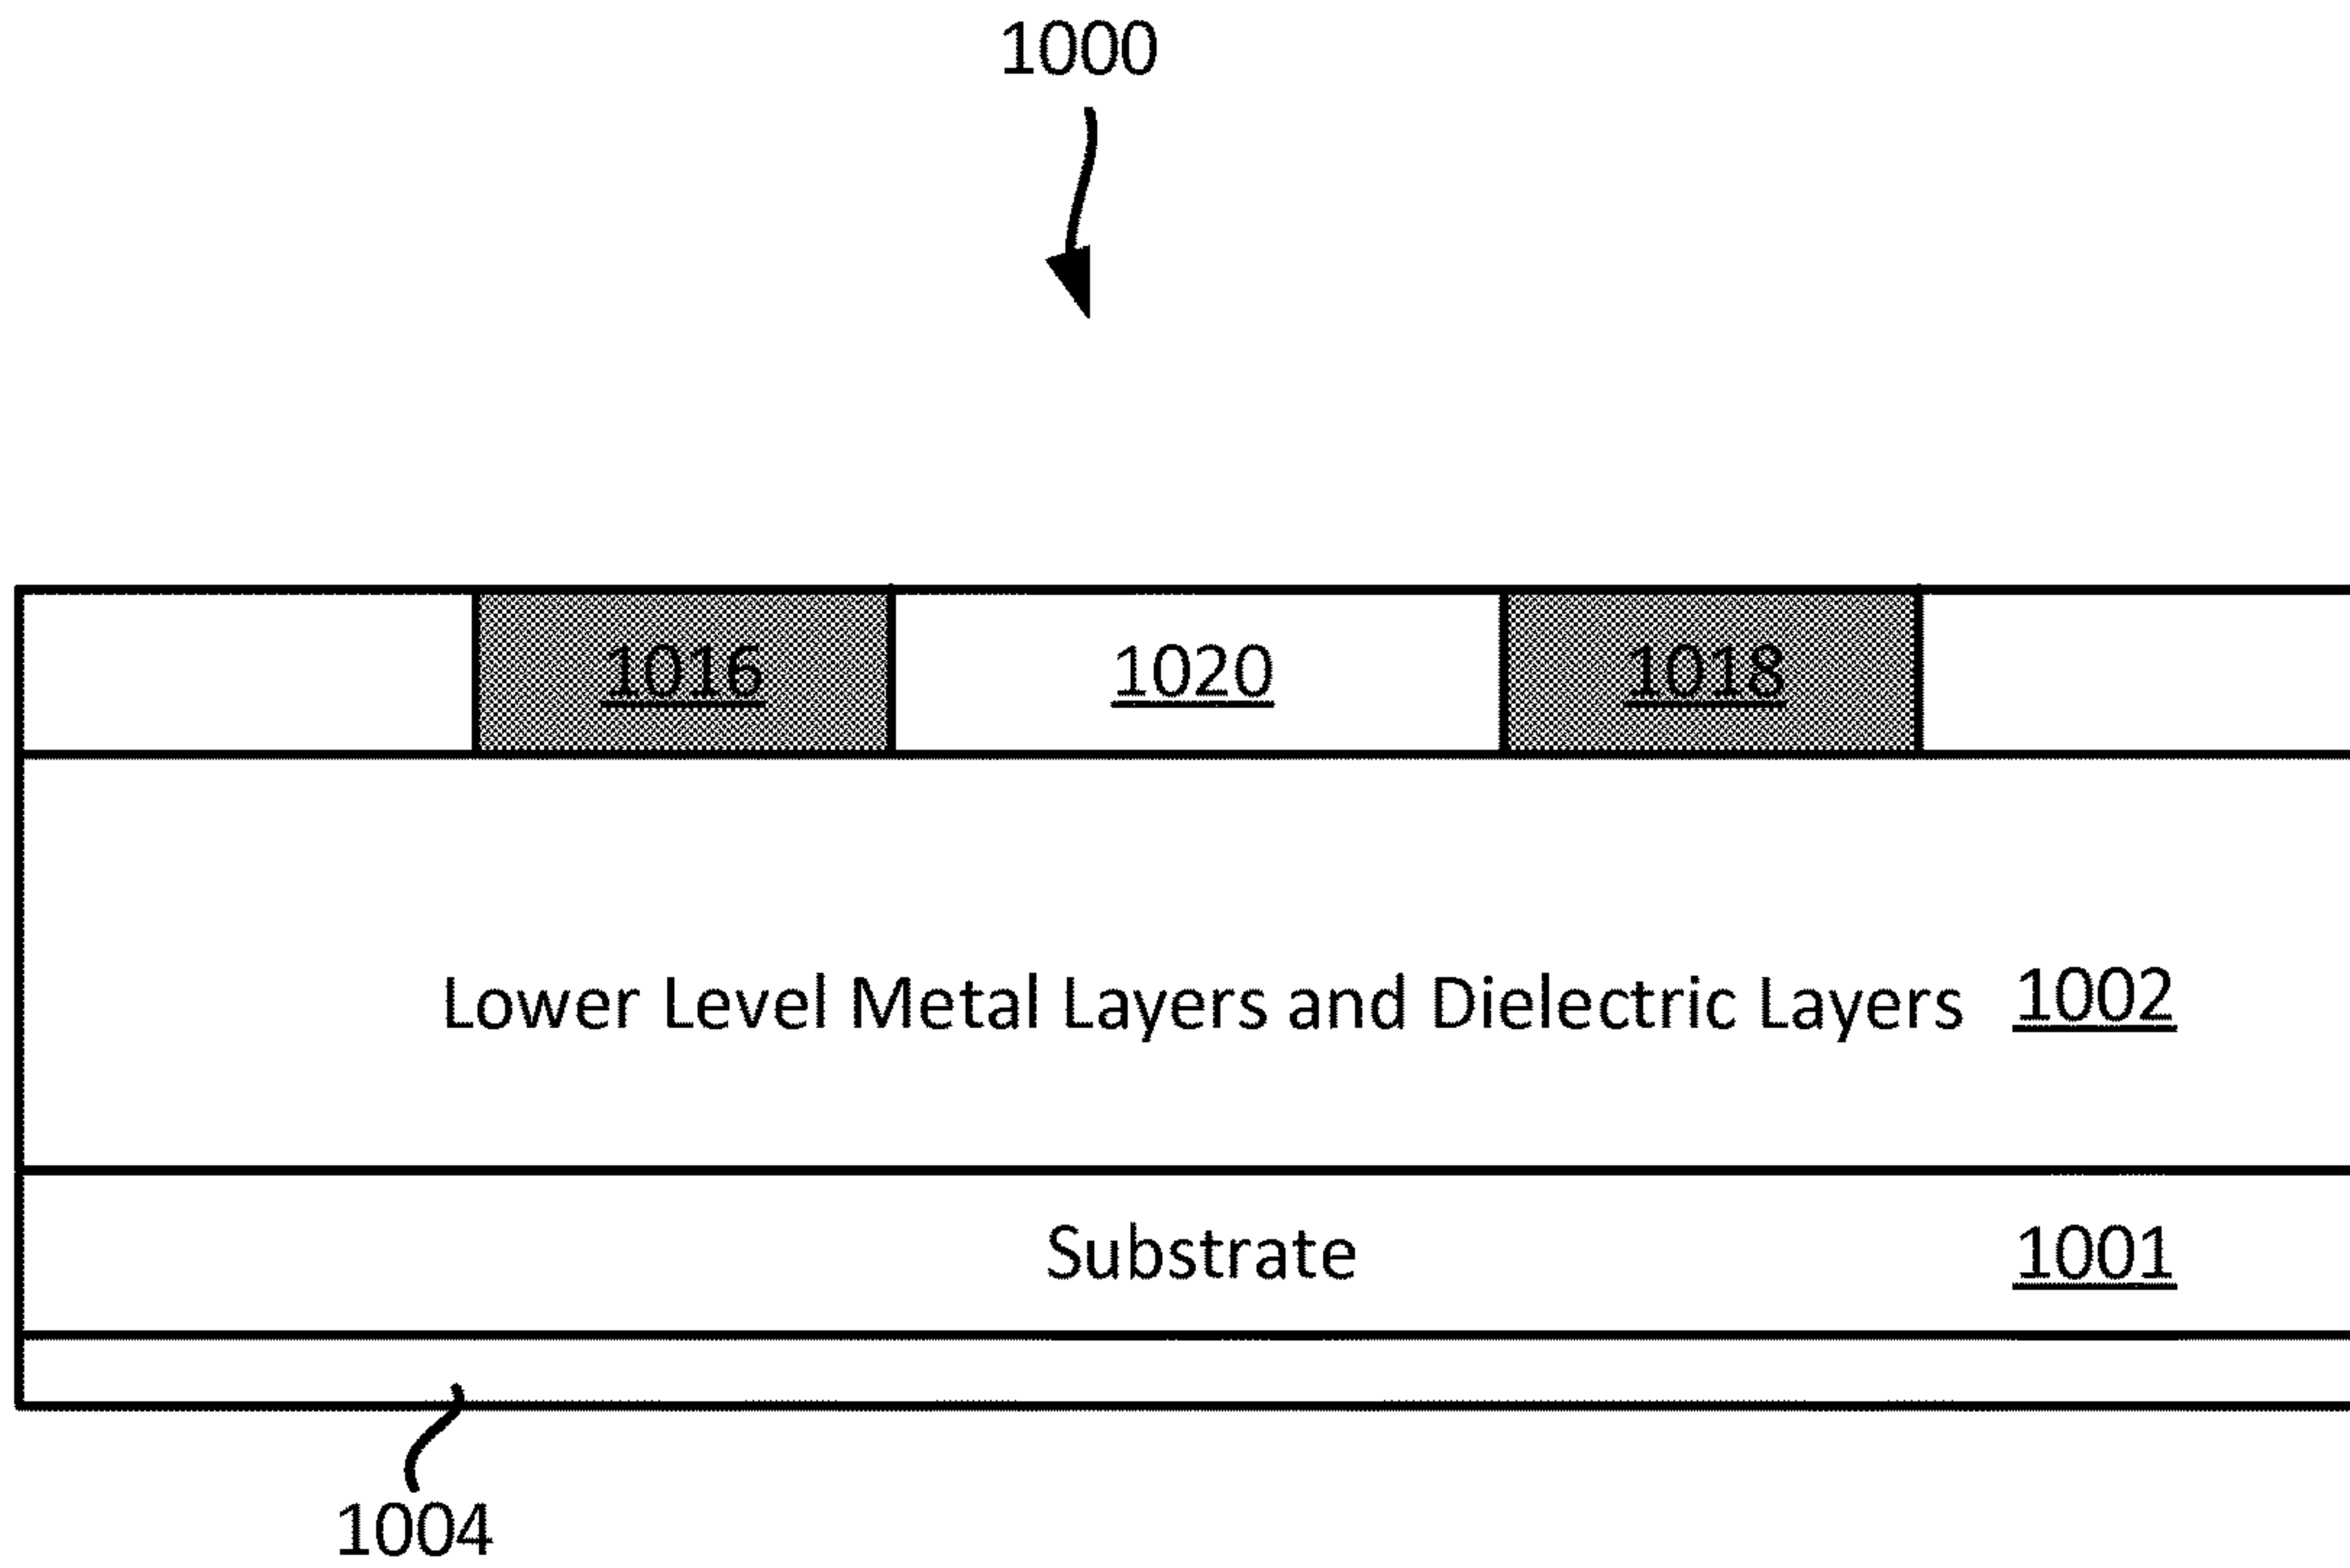 1000
1016 1020 1018
Lower Level Metal Layers and Dielectric Layers 1002
Substrate 1001
1004